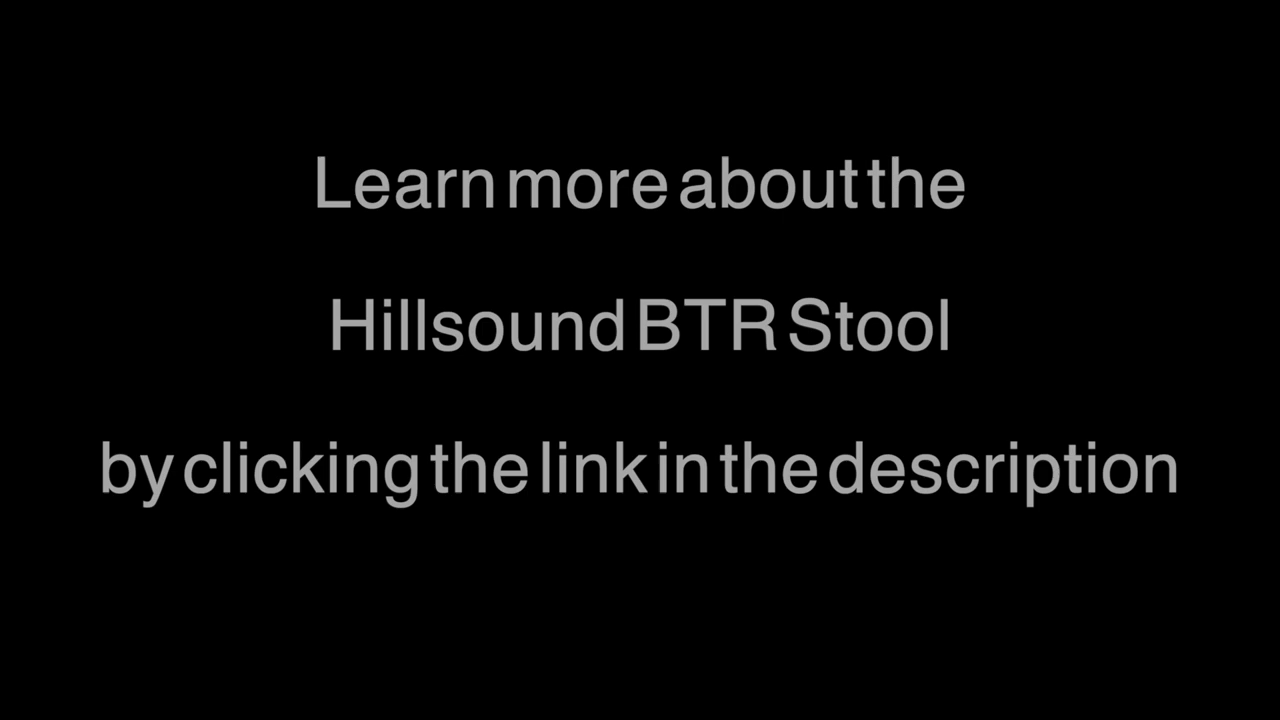 Learn more about the
Hillsound BTR Stool
by clicking the link in the description